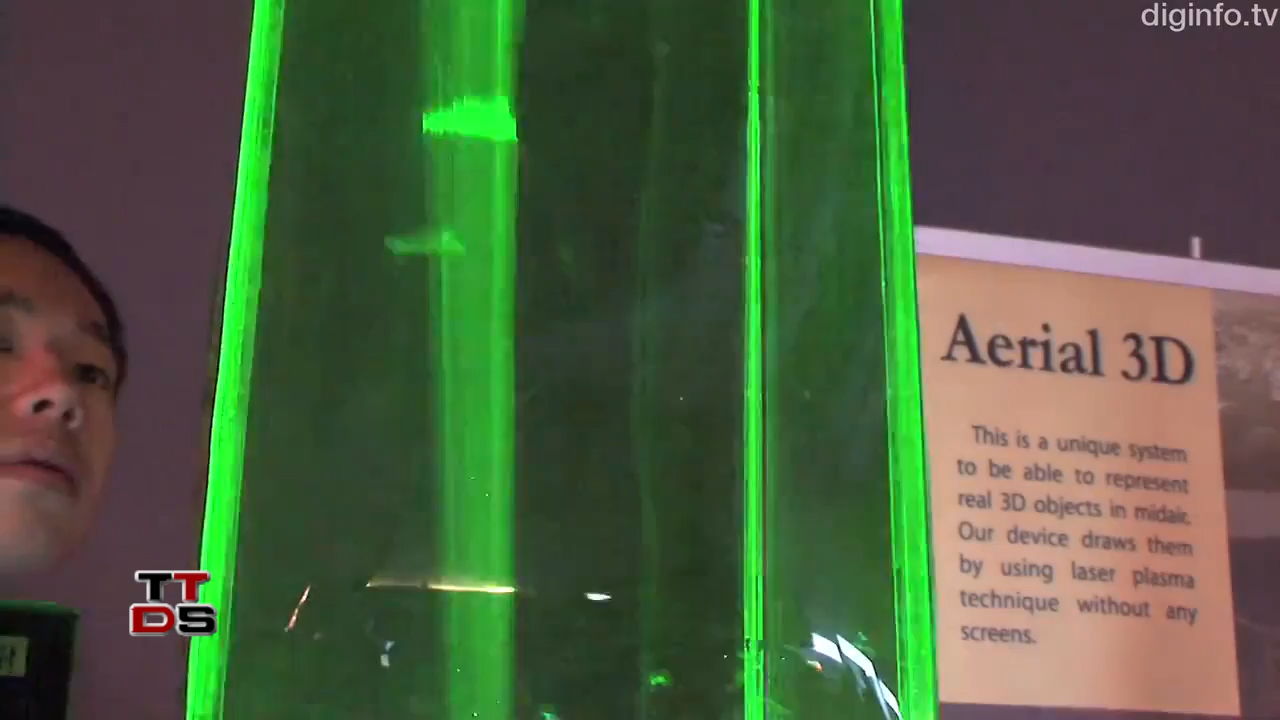 diginfo.tv
Aerial 3D
This is a unique system
to be able to represent
real 3D objects in midair.
Our device draws them
by using laser plasma
technique without any
screens.
TT
DS